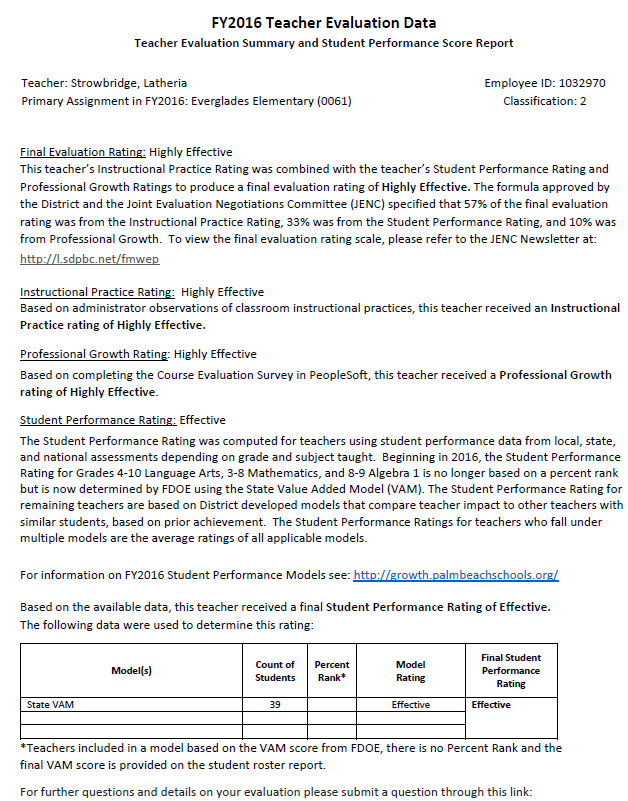 FY2016 Teacher Evaluation Data
Teacher Evaluation Summary and Student Performance Score Report
Teacher: Strowbridge, Latheria Employee ID: 1032970
Primary Assignment in FY2016: Everglades Elementary (0061) Classification: 2
Final Evaluation Rating: Highly Effective
This teacher's Instructional Practice Rating was combined with the teacher's Student Performance Rating and
Professional Growth Ratings to produce a final evaluation rating of Highly Effective. The formula approved by
the District and the Joint Evaluation Negotiations Committee (JENC) specified that 57% of the final evaluation
rating was from the Instructional Practice Rating, 33% was from the Student Performance Rating, and 10% was
from Professional Growth. To view the final evaluation rating scale, please refer to the JENC Newsletter at:
http://l.sdpbc.net/fmwep
Instructional Practice Rating: Highly Effective
Based on administrator observations of classroom instructional practices, this teacher received an Instructional
Practice rating of Highly Effective.
Professional Growth Rating: Highly Effective
Based on completing the Course Evaluation Survey in PeopleSoft, this teacher received a Professional Growth
rating of Highly Effective.
Student Performance Rating: Effective
The Student Performance Rating was computed for teachers using student performance data from local, state,
and national assessments depending on grade and subject taught. Beginning in 2016, the Student Performance
Rating for Grades 4-10 Language Arts, 3-8 Mathematics, and 8-9 Algebra 1 is no longer based on a percent rank
but is now determined by FDOE using the State Value Added Model (VAM). The Student Performance Rating for
remaining teachers are based on District developed models that compare teacher impact to other teachers with
similar students, based on prior achievement. The Student Performance Ratings for teachers who fall under
multiple models are the average ratings of all applicable models.
For information on FY2016 Student Performance Models see: http://growth.palmbeachschools.org/
Based on the available data, this teacher received a final Student Performance Rating of Effective.
The following data were used to determine this rating:
Model(s) Count of Students Percent Rank* Model Rating Final Student Performance Rating
State VAM 39 Effective Effective
*Teachers included in a model based on the VAM score from FDOE, there is no Percent Rank and the
final VAM score is provided on the student roster report.
For further questions and details on your evaluation please submit a question through this link: